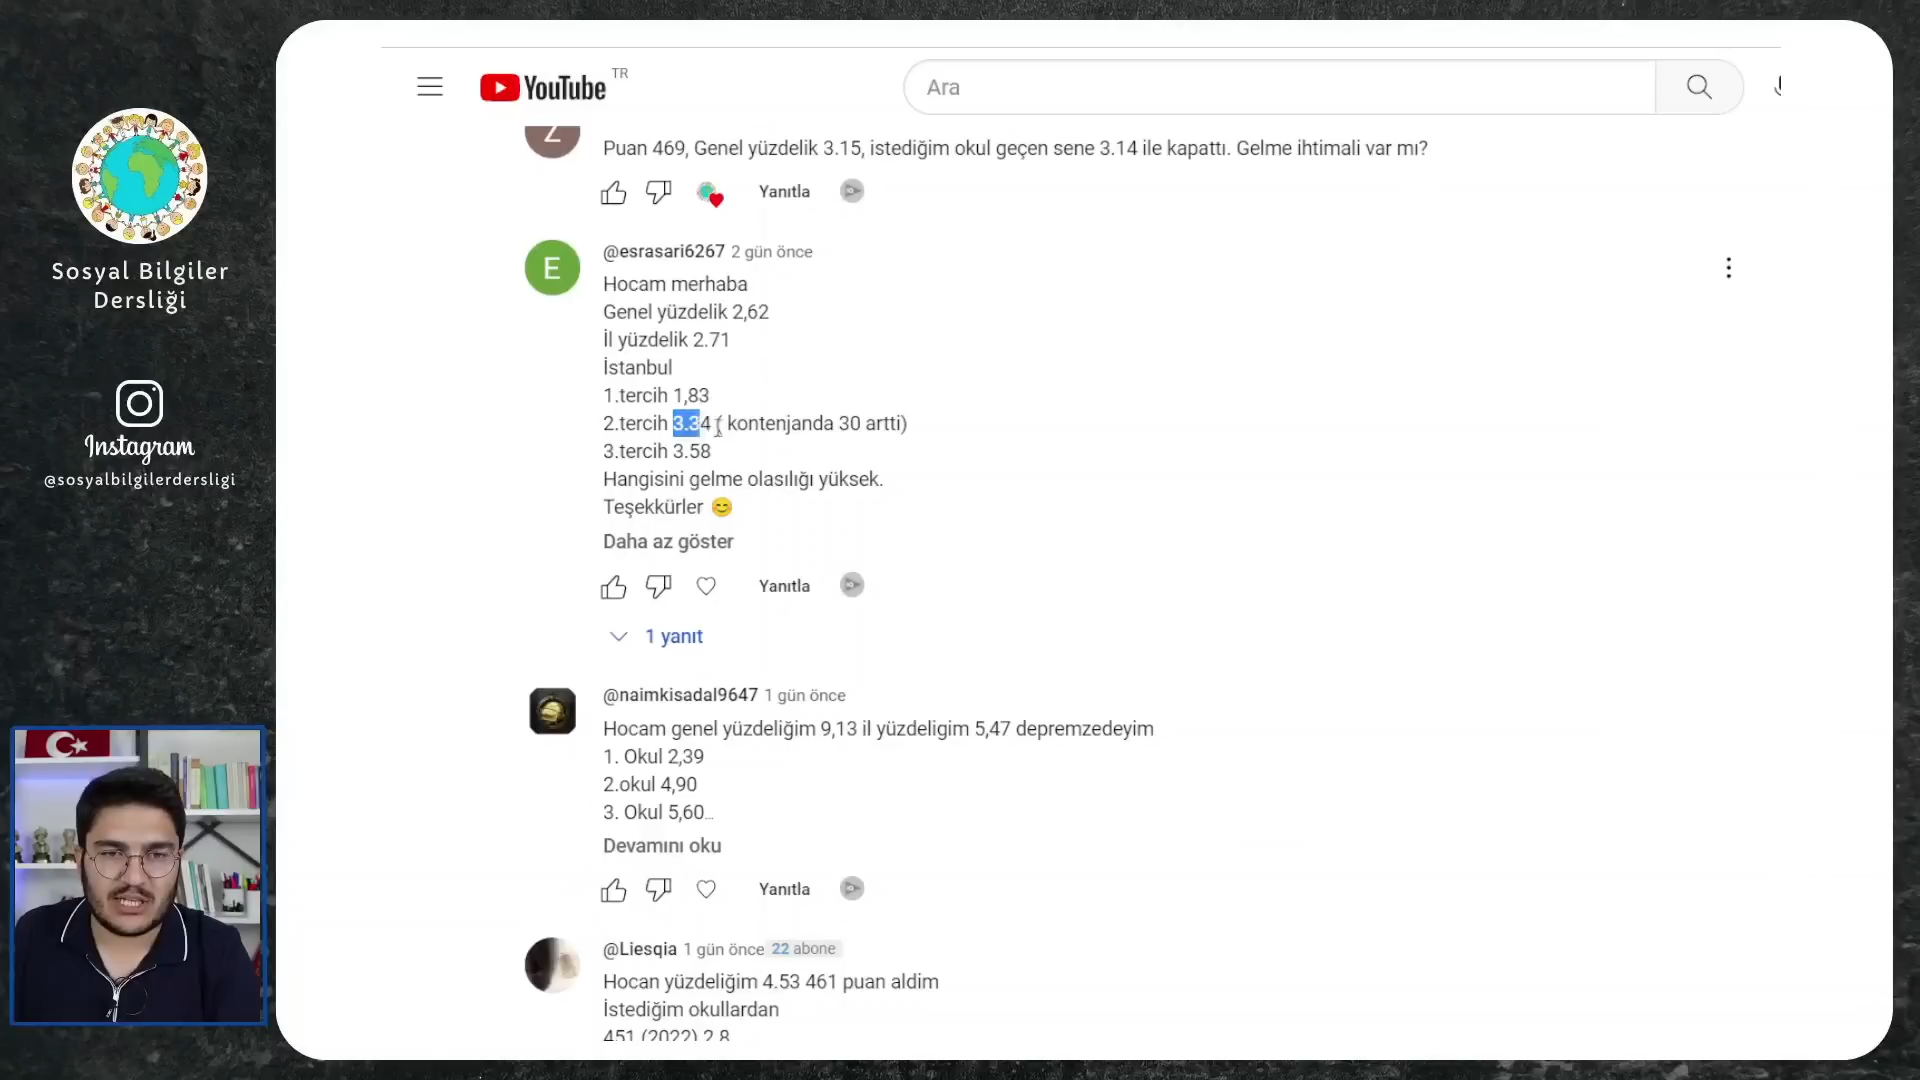 Sosyal Bilgiler
Dersliği
Instagram
@sosyalbilgilerdersligi
YouTube TR
Ara
Z
Puan 469, Genel yüzdelik 3.15, istediğim okul geçen sene 3.14 ile kapattı. Gelme ihtimali var mı?
Yanıtla
E
@esrasari6267 2 gün önce
Hocam merhaba
Genel yüzdelik 2,62
İl yüzdelik 2.71
İstanbul
1.tercih 1,83
2.tercih 3.34 ( kontenjanda 30 artti)
3.tercih 3.58
Hangisini gelme olasılığı yüksek.
Teşekkürler 😊
Daha az göster
Yanıtla
1 yanıt
@naimkisadal9647 1 gün önce
Hocam genel yüzdeliğim 9,13 il yüzdeligim 5,47 depremzedeyim
1. Okul 2,39
2.okul 4,90
3. Okul 5,60...
Devamını oku
Yanıtla
@Liesqia 1 gün önce 22 abone
Hocan yüzdeliğim 4.53 461 puan aldim
İstediğim okullardan
451 (2022) 2.8